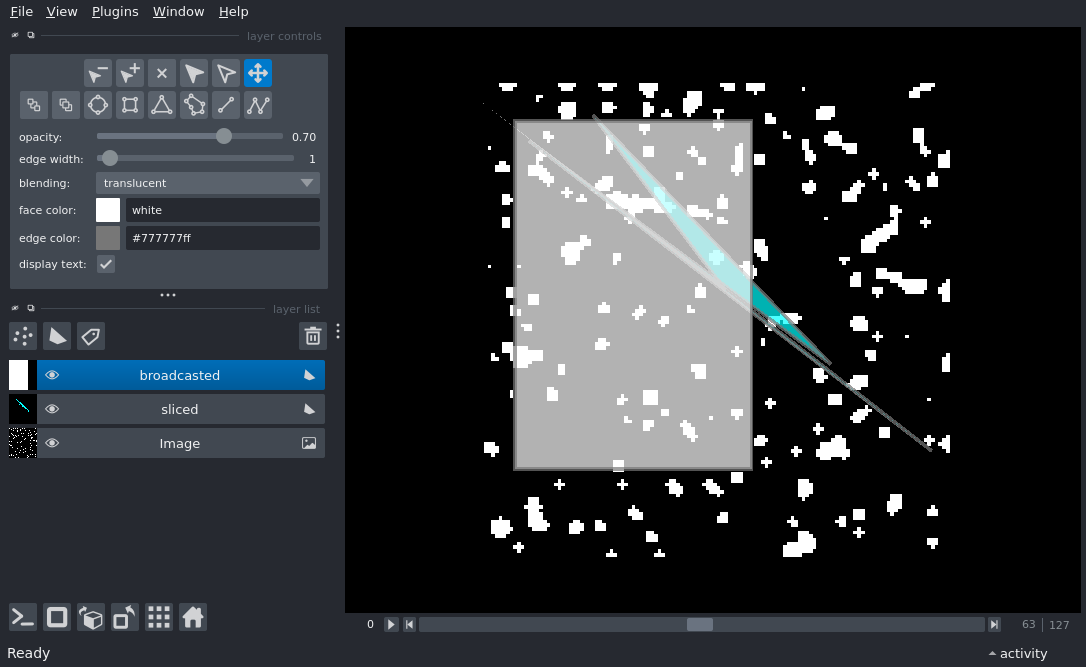 File View Plugins Window Help
layer controls
opacity: 0.70
edge width: 1
blending: translucent
face color: white
edge color: #777777ff
display text:
layer list
broadcasted
sliced
Image
0 63 127
Ready activity